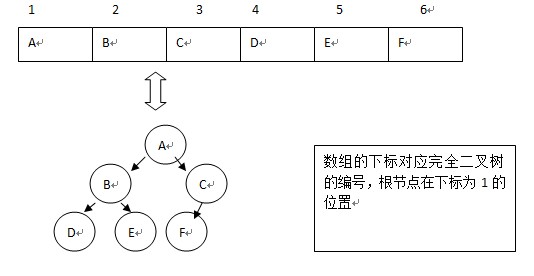 1 2 3 4 5 6
A B C D E F
A
B C
D E F
数组的下标对应完全二叉树
的编号，根节点在下标为 1 的
位置